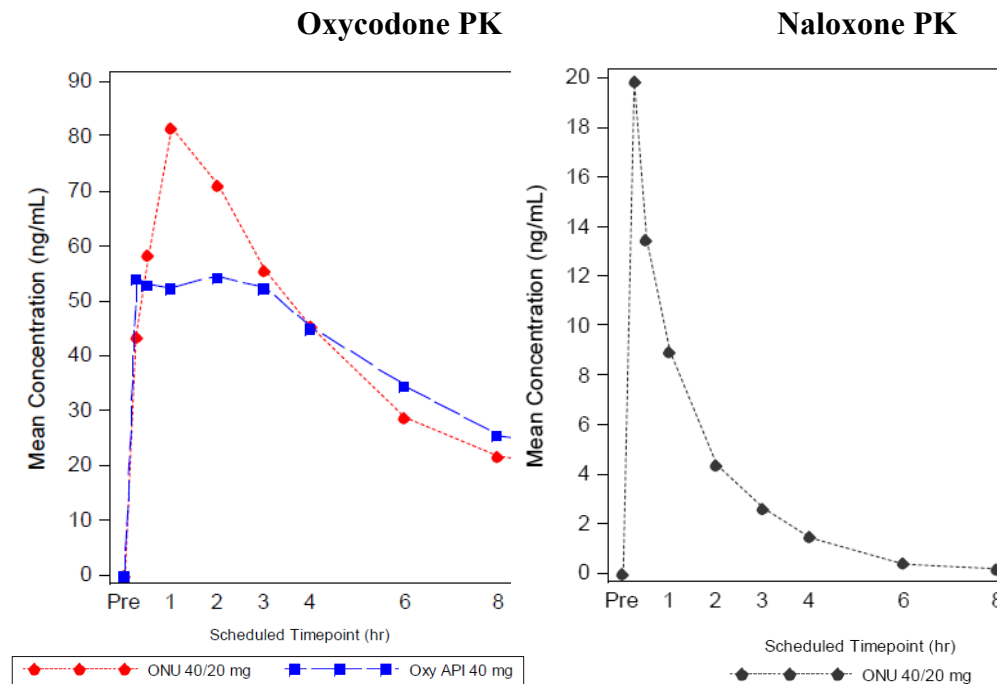 Oxycodone PK
Mean Concentration (ng/mL)
90
80
70
60
50
40
30
20
10
0
Pre 1 2 3 4 6 8
Scheduled Timepoint (hr)
ONU 40/20 mg Oxy API 40 mg
Naloxone PK
Mean Concentration (ng/mL)
20
18
16
14
12
10
8
6
4
2
0
Pre 1 2 3 4 6 8
Scheduled Timepoint (hr)
ONU 40/20 mg